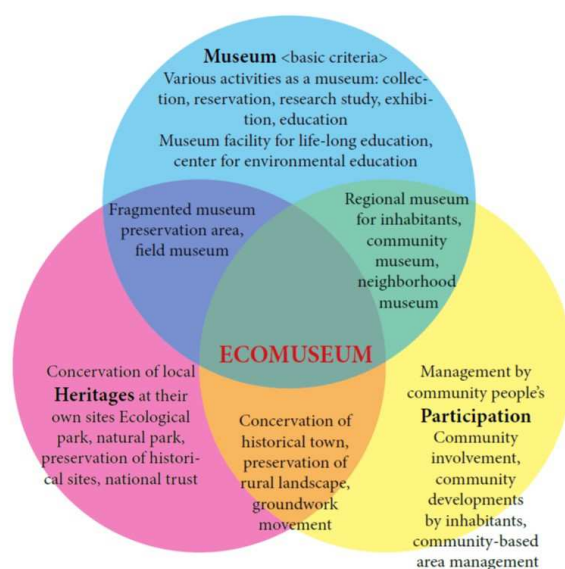 Museum <basic criteria>
Various activities as a museum: collec-
tion, reservation, research study, exhibi-
tion, education
Museum facility for life-long education,
center for environmental education
Fragmented museum
preservation area,
field museum
Regional museum
for inhabitants,
community
museum,
neighborhood
museum
ECOMUSEUM
Concervation of local
Heritages at their
own sites Ecological
park, natural park,
preservation of histori-
cal sites, national trust
Concervation of
historical town,
preservation of
rural landscape,
groundwork
movement
Management by
community people's
Participation
Community
involvement,
community
developments
by inhabitants,
community-based
area management